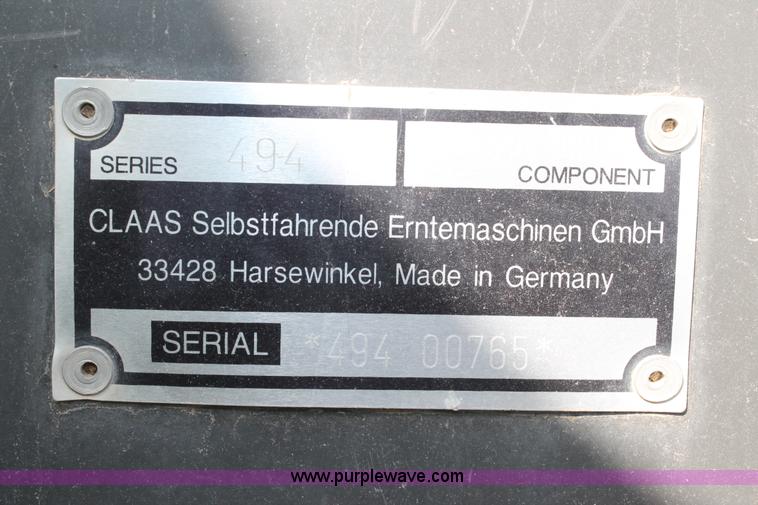 SERIES 494
COMPONENT
CLAAS Selbstfahrende Erntemaschinen GmbH
33428 Harsewinkel, Made in Germany
SERIAL *494 00765*
www.purplewave.com